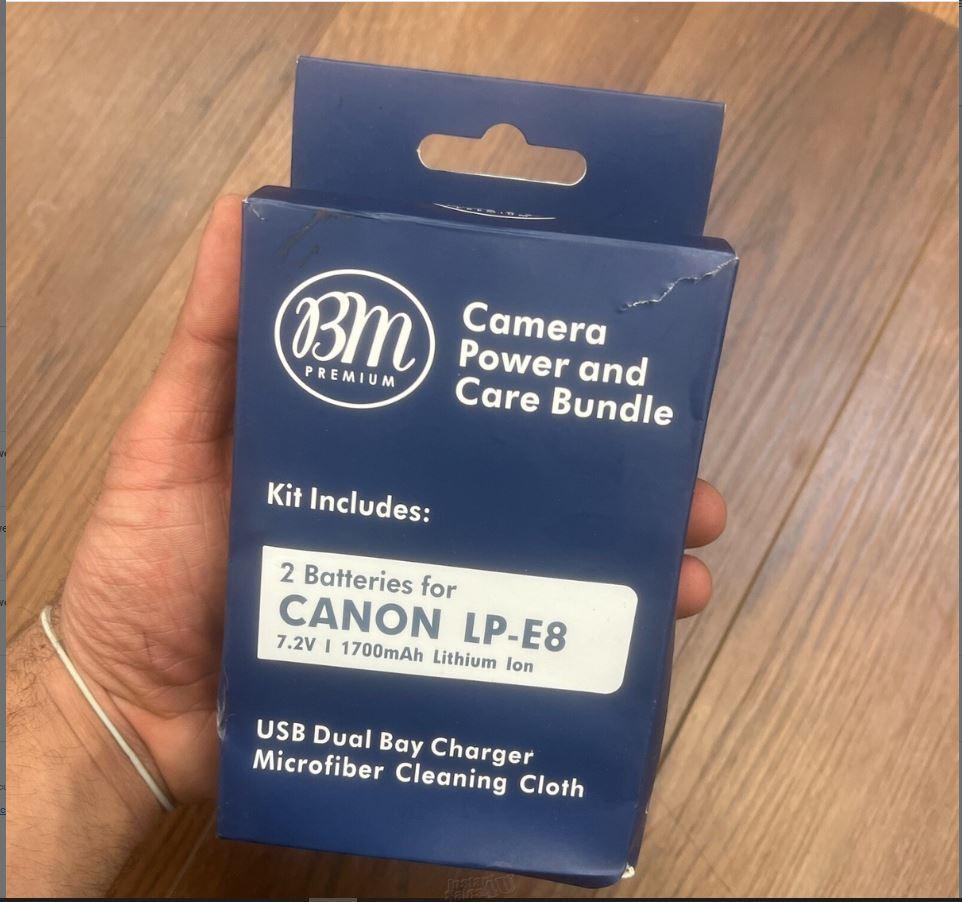 BM
PREMIUM
Camera
Power and
Care Bundle
Kit Includes:
2 Batteries for
CANON LP-E8
7.2V | 1700mAh Lithium Ion
USB Dual Bay Charger
Microfiber Cleaning Cloth